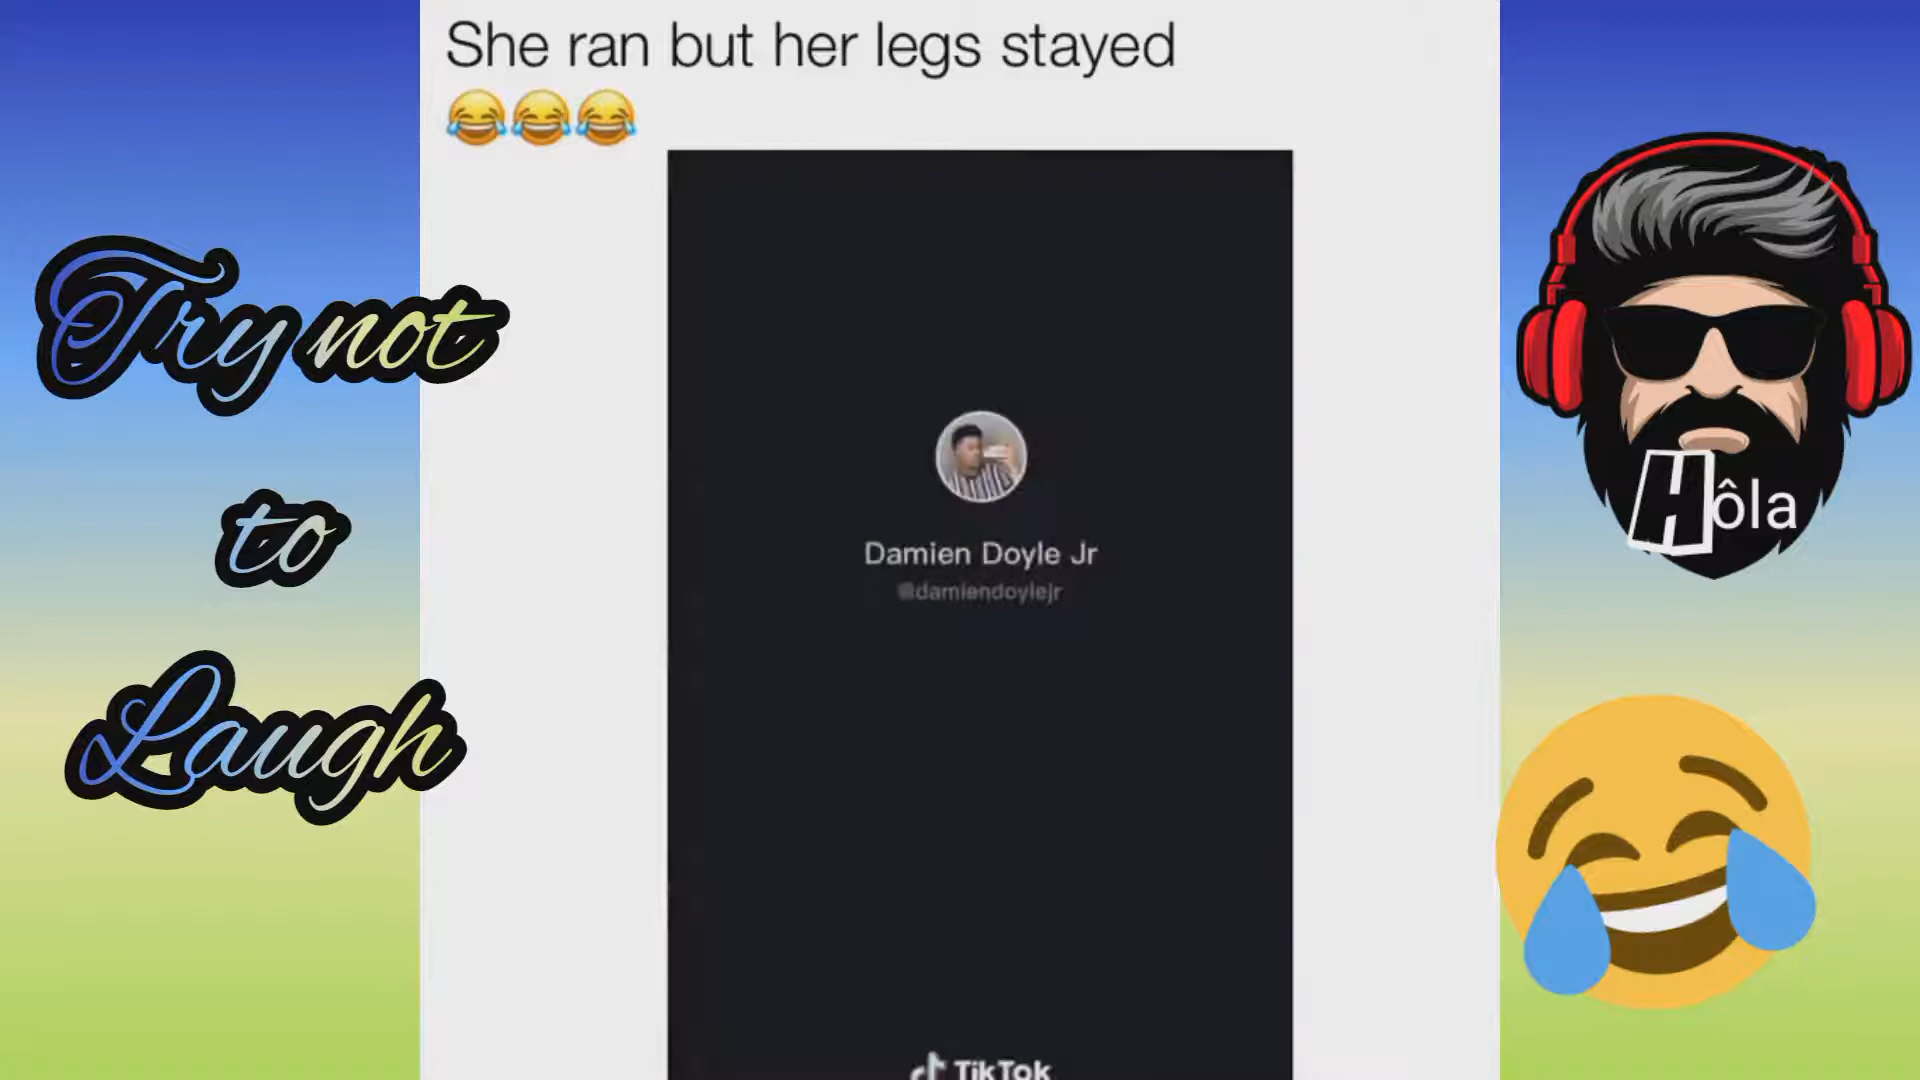 She ran but her legs stayed
😂😂😂
Try not
to
Laugh
Hôla
Damien Doyle Jr
@damiendoylejr
TikTok